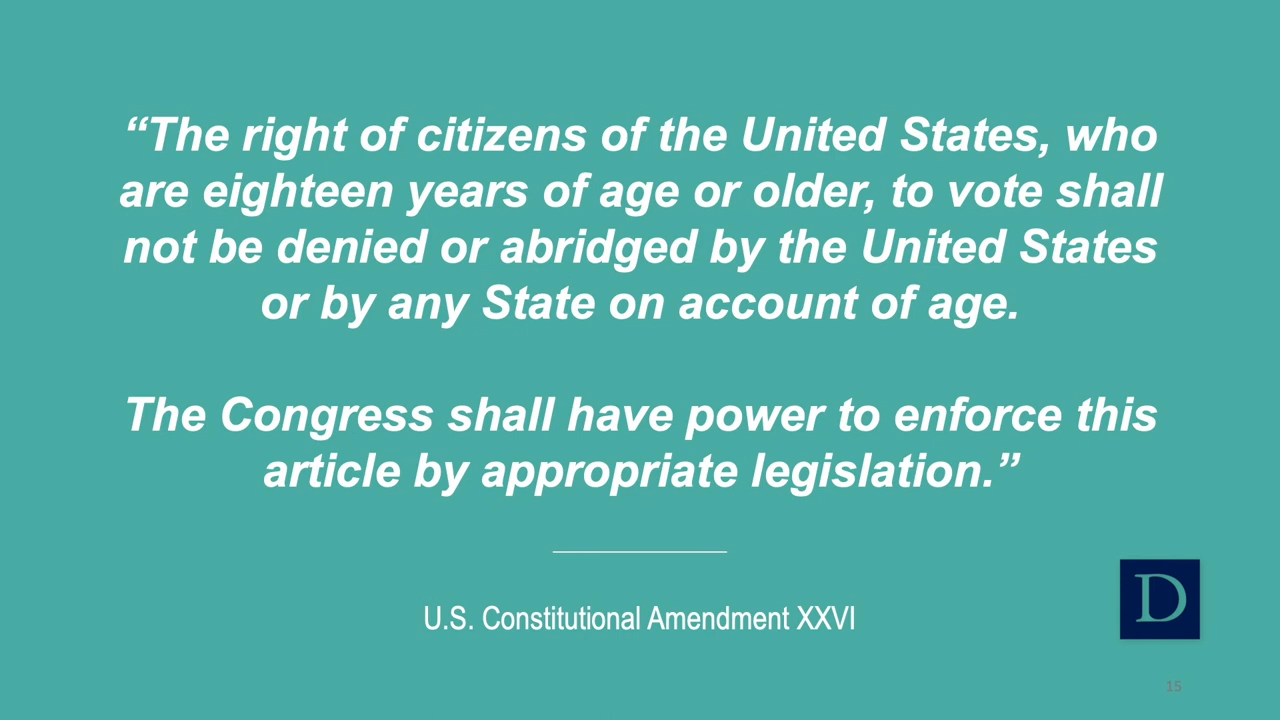 “The right of citizens of the United States, who
are eighteen years of age or older, to vote shall
not be denied or abridged by the United States
or by any State on account of age.
The Congress shall have power to enforce this
article by appropriate legislation.”
U.S. Constitutional Amendment XXVI
D
15